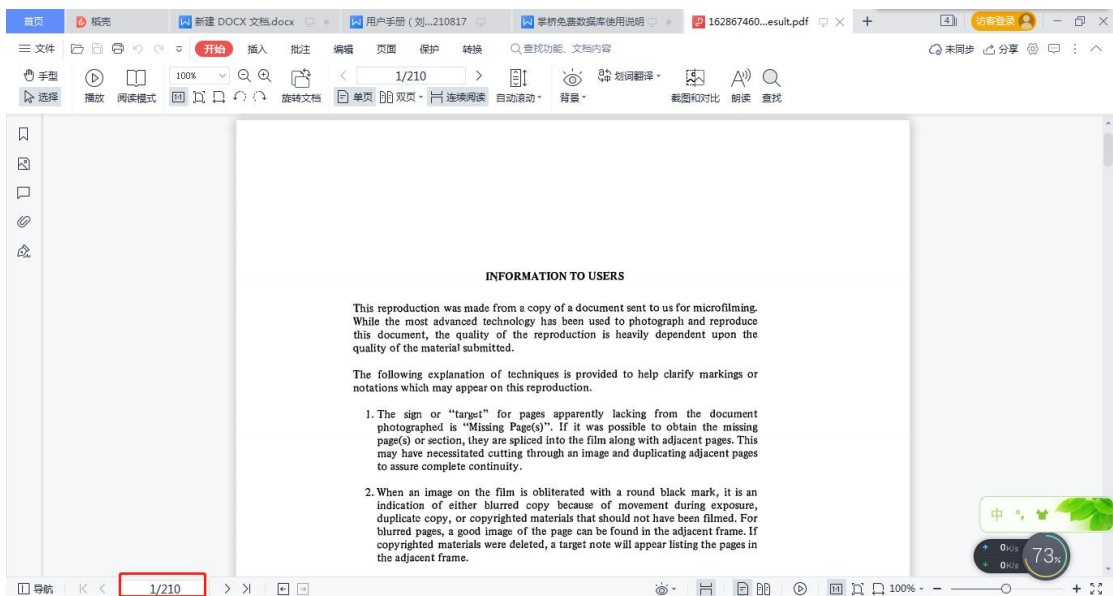 首页
稻壳
新建 DOCX 文档.docx
用户手册 ( 刘...210817
掌桥免费数据库使用说明
162867460...esult.pdf
+
4
访客登录
三 文件
开始
插入
批注
编辑
页面
保护
转换
查找功能、文档内容
未同步
分享
手型
100%
1/210
划词翻译
选择
播放
阅读模式
旋转文档
单页
双页
连续阅读
自动滚动
背景
截图和对比
朗读
查找
INFORMATION TO USERS
This reproduction was made from a copy of a document sent to us for microfilming.
While the most advanced technology has been used to photograph and reproduce
this document, the quality of the reproduction is heavily dependent upon the
quality of the material submitted.
The following explanation of techniques is provided to help clarify markings or
notations which may appear on this reproduction.
1. The sign or “target” for pages apparently lacking from the document
photographed is “Missing Page(s)”. If it was possible to obtain the missing
page(s) or section, they are spliced into the film along with adjacent pages. This
may have necessitated cutting through an image and duplicating adjacent pages
to assure complete continuity.
2. When an image on the film is obliterated with a round black mark, it is an
indication of either blurred copy because of movement during exposure,
duplicate copy, or copyrighted materials that should not have been filmed. For
blurred pages, a good image of the page can be found in the adjacent frame. If
copyrighted materials were deleted, a target note will appear listing the pages in
the adjacent frame.
中 °,
0K/s
0K/s
73%
导航
1/210
100%